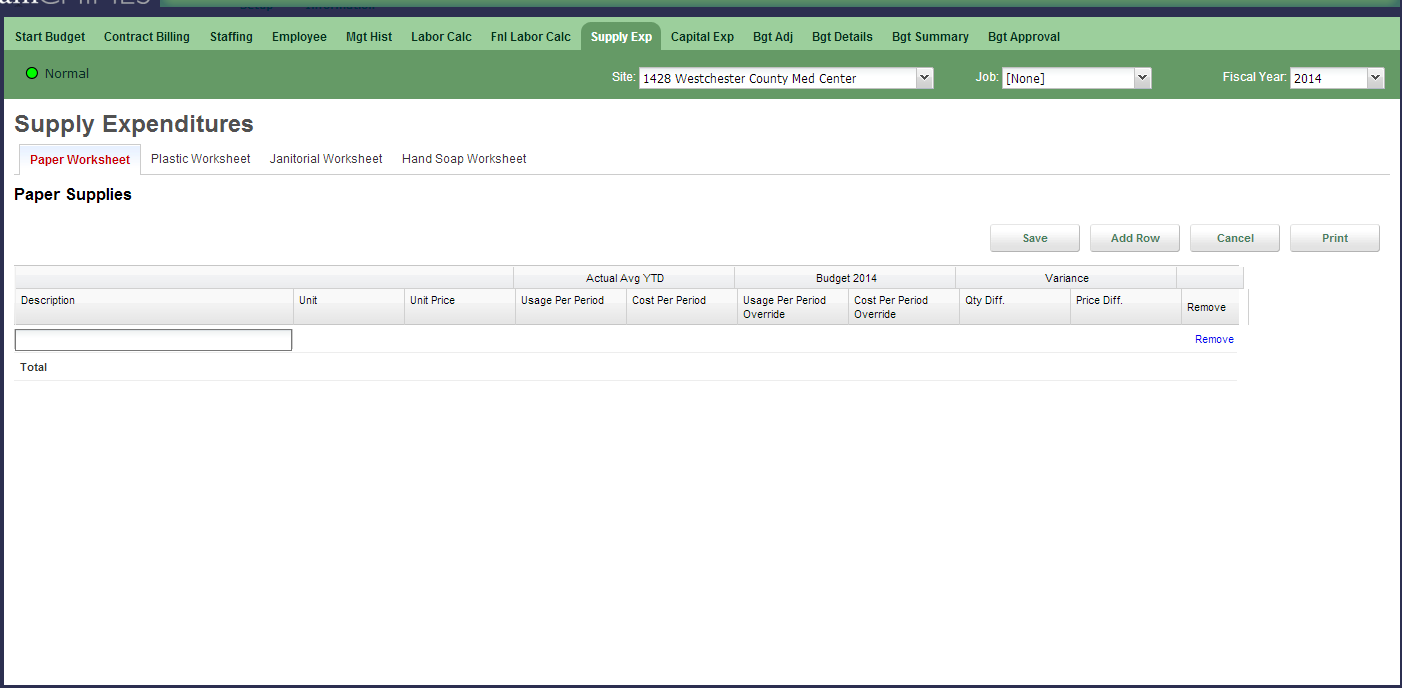 Start Budget Contract Billing Staffing Employee Mgt Hist Labor Calc Fnl Labor Calc Supply Exp Capital Exp Bgt Adj Bgt Details Bgt Summary Bgt Approval
Normal Site: 1428 Westchester County Med Center Job: [None] Fiscal Year: 2014
Supply Expenditures
Paper Worksheet Plastic Worksheet Janitorial Worksheet Hand Soap Worksheet
Paper Supplies
Save Add Row Cancel Print
Actual Avg YTD Budget 2014 Variance
Description Unit Unit Price Usage Per Period Cost Per Period Usage Per Period Override Cost Per Period Override Qty Diff. Price Diff. Remove
Remove
Total